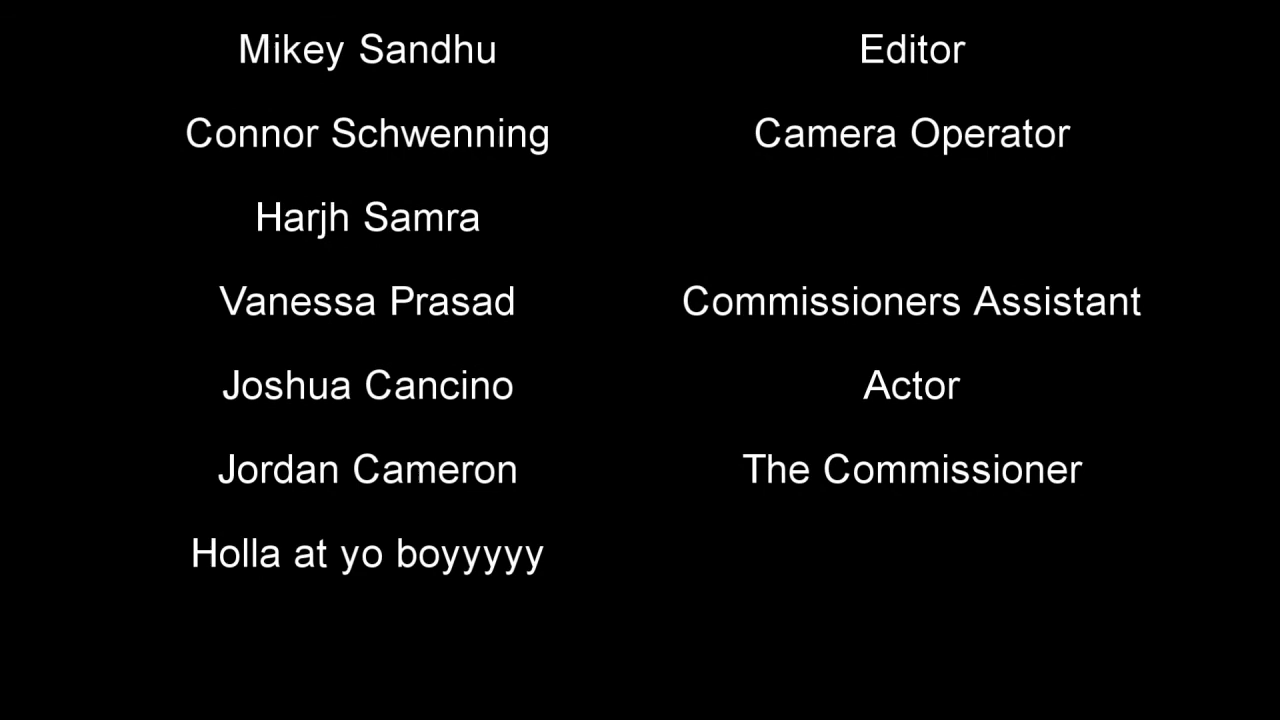 Mikey Sandhu Editor
Connor Schwenning Camera Operator
Harjh Samra
Vanessa Prasad Commissioners Assistant
Joshua Cancino Actor
Jordan Cameron The Commissioner
Holla at yo boyyyyy